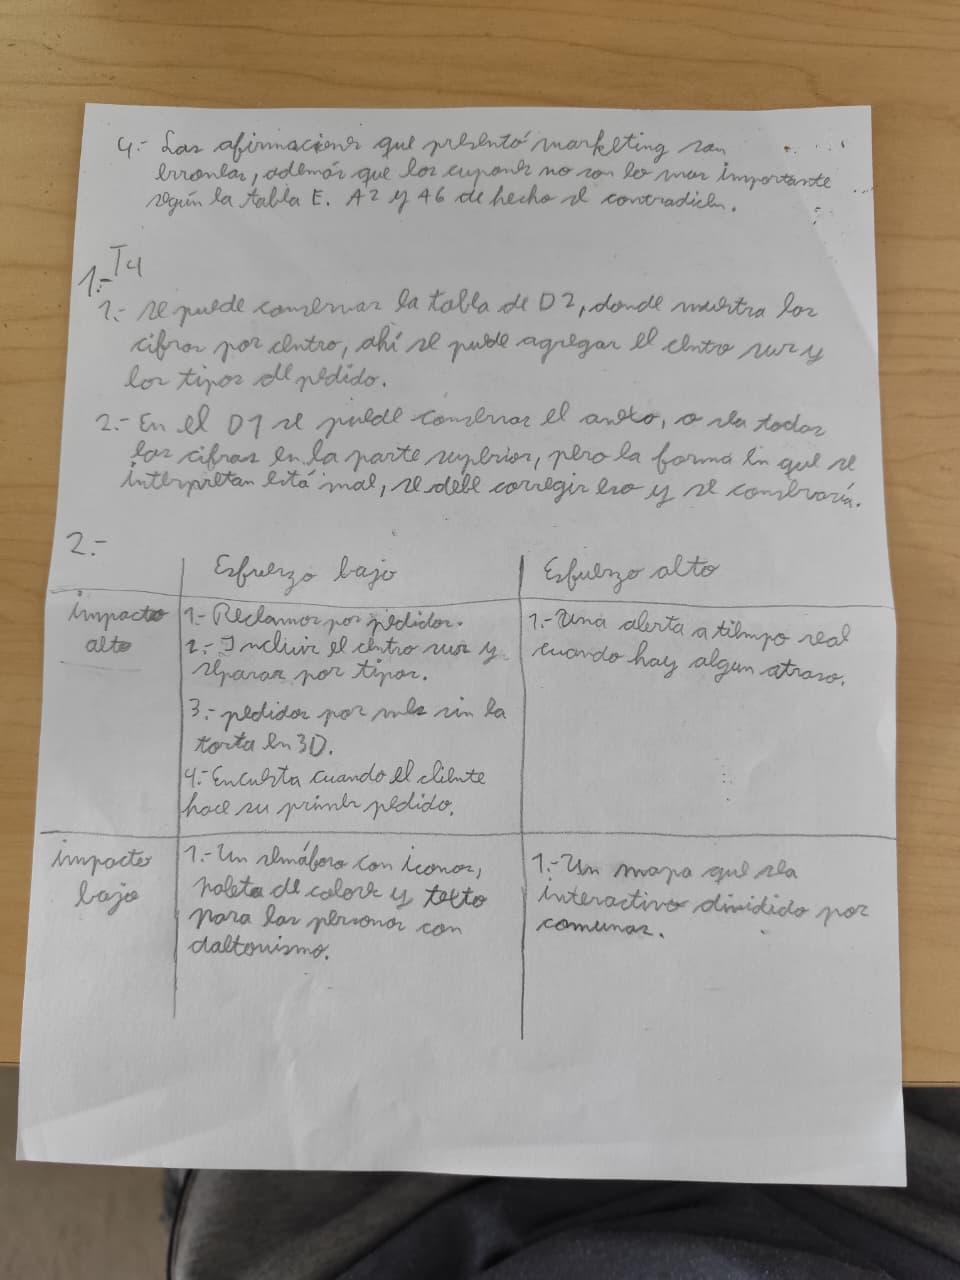 4.- Las afirmaciones que presentó marketing son
erroneas, además que los cupones no son lo mas importante
según la tabla E. A2 y A6 de hecho se contradicen.
T4
1.-
1.- se puede conservar la tabla de D2, donde muestra las
cifras por centro, ahí se puede agregar el centro sur y
los tipos de pedido.
2.- En el D1 se puede conservar el anexo, o sea todas
las cifras en la parte superior, pero la forma en que se
interpretan está mal, se debe corregir eso y se conservaría.
2.-
Esfuerzo bajo
Esfuerzo alto
impacto
alto
1.- Reclamos por pedidos.
2.- Incluir el centro sur y
separar por tipos.
3.- pedidos por mes sin la
torta en 3D.
4.- Encuesta cuando el cliente
hace su primer pedido.
1.- Una alerta a tiempo real
cuando hay algun atraso.
impacto
bajo
1.- Un semáforo con iconos,
paleta de colores y texto
para las personas con
daltonismo.
1.- Un mapa que sea
interactivo dividido por
comunas.